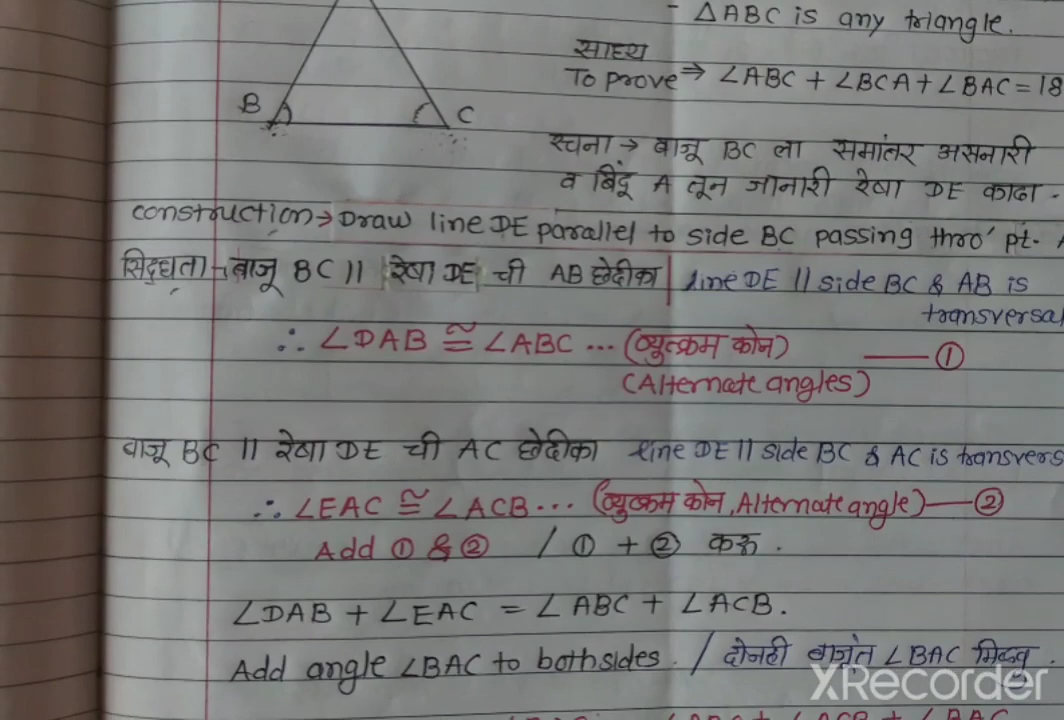 - △ABC is any triangle.
साध्य
To prove ⇒ ∠ABC + ∠BCA + ∠BAC = 18
B C
रचना → बाजू BC ला समांतर असनारी
व बिंदू A तून जानारी रेषा DE काढा .
construction → Draw line DE parallel to side BC passing thro' pt.
सिद्धता → बाजू BC || रेषा DE ची AB छेदीका | line DE || side BC & AB is
transversal
∴ ∠DAB ≅ ∠ABC ... (व्युत्क्रम कोन) —— ①
(Alternate angles)
बाजू BC || रेषा DE ची AC छेदीका line DE || side BC & AC is transvers
∴ ∠EAC ≅ ∠ACB ... (व्युत्क्रम कोन, Alternate angle) — ②
Add ① & ② / ① + ② करू .
∠DAB + ∠EAC = ∠ABC + ∠ACB.
Add angle ∠BAC to both sides . / दोनही बाजूंत ∠BAC मिळवू .
XRecorder